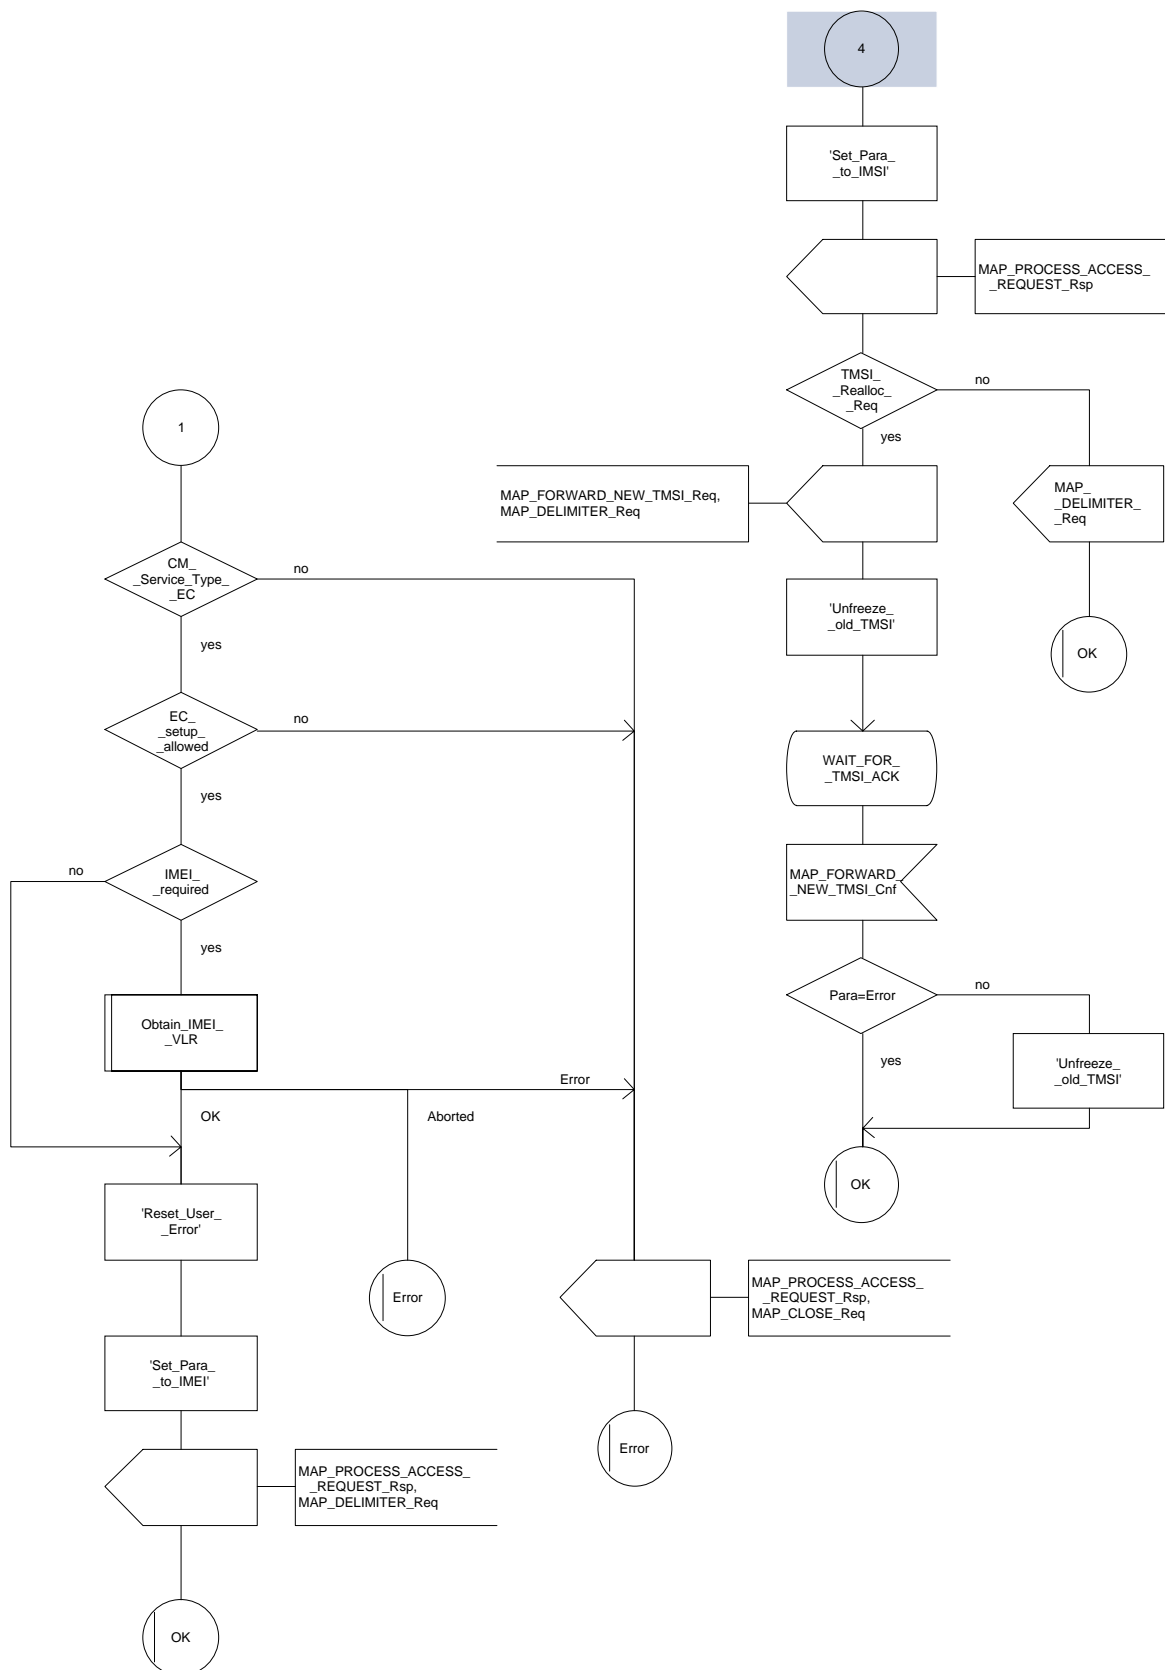 4
'Set_Para_
_to_IMSI'
MAP_PROCESS_ACCESS_
_REQUEST_Rsp
TMSI_
_Realloc_
_Req
no
yes
MAP_FORWARD_NEW_TMSI_Req,
MAP_DELIMITER_Req
MAP_
_DELIMITER_
_Req
'Unfreeze_
_old_TMSI'
OK
WAIT_FOR_
_TMSI_ACK
MAP_FORWARD_
_NEW_TMSI_Cnf
Para=Error
no
yes
'Unfreeze_
_old_TMSI'
OK
1
CM_
_Service_Type_
_EC
no
yes
EC_
_setup_
_allowed
no
yes
IMEI_
_required
no
yes
Obtain_IMEI_
_VLR
Error
OK
Aborted
'Reset_User_
_Error'
Error
MAP_PROCESS_ACCESS_
_REQUEST_Rsp,
MAP_CLOSE_Req
'Set_Para_
_to_IMEI'
Error
MAP_PROCESS_ACCESS_
_REQUEST_Rsp,
MAP_DELIMITER_Req
OK